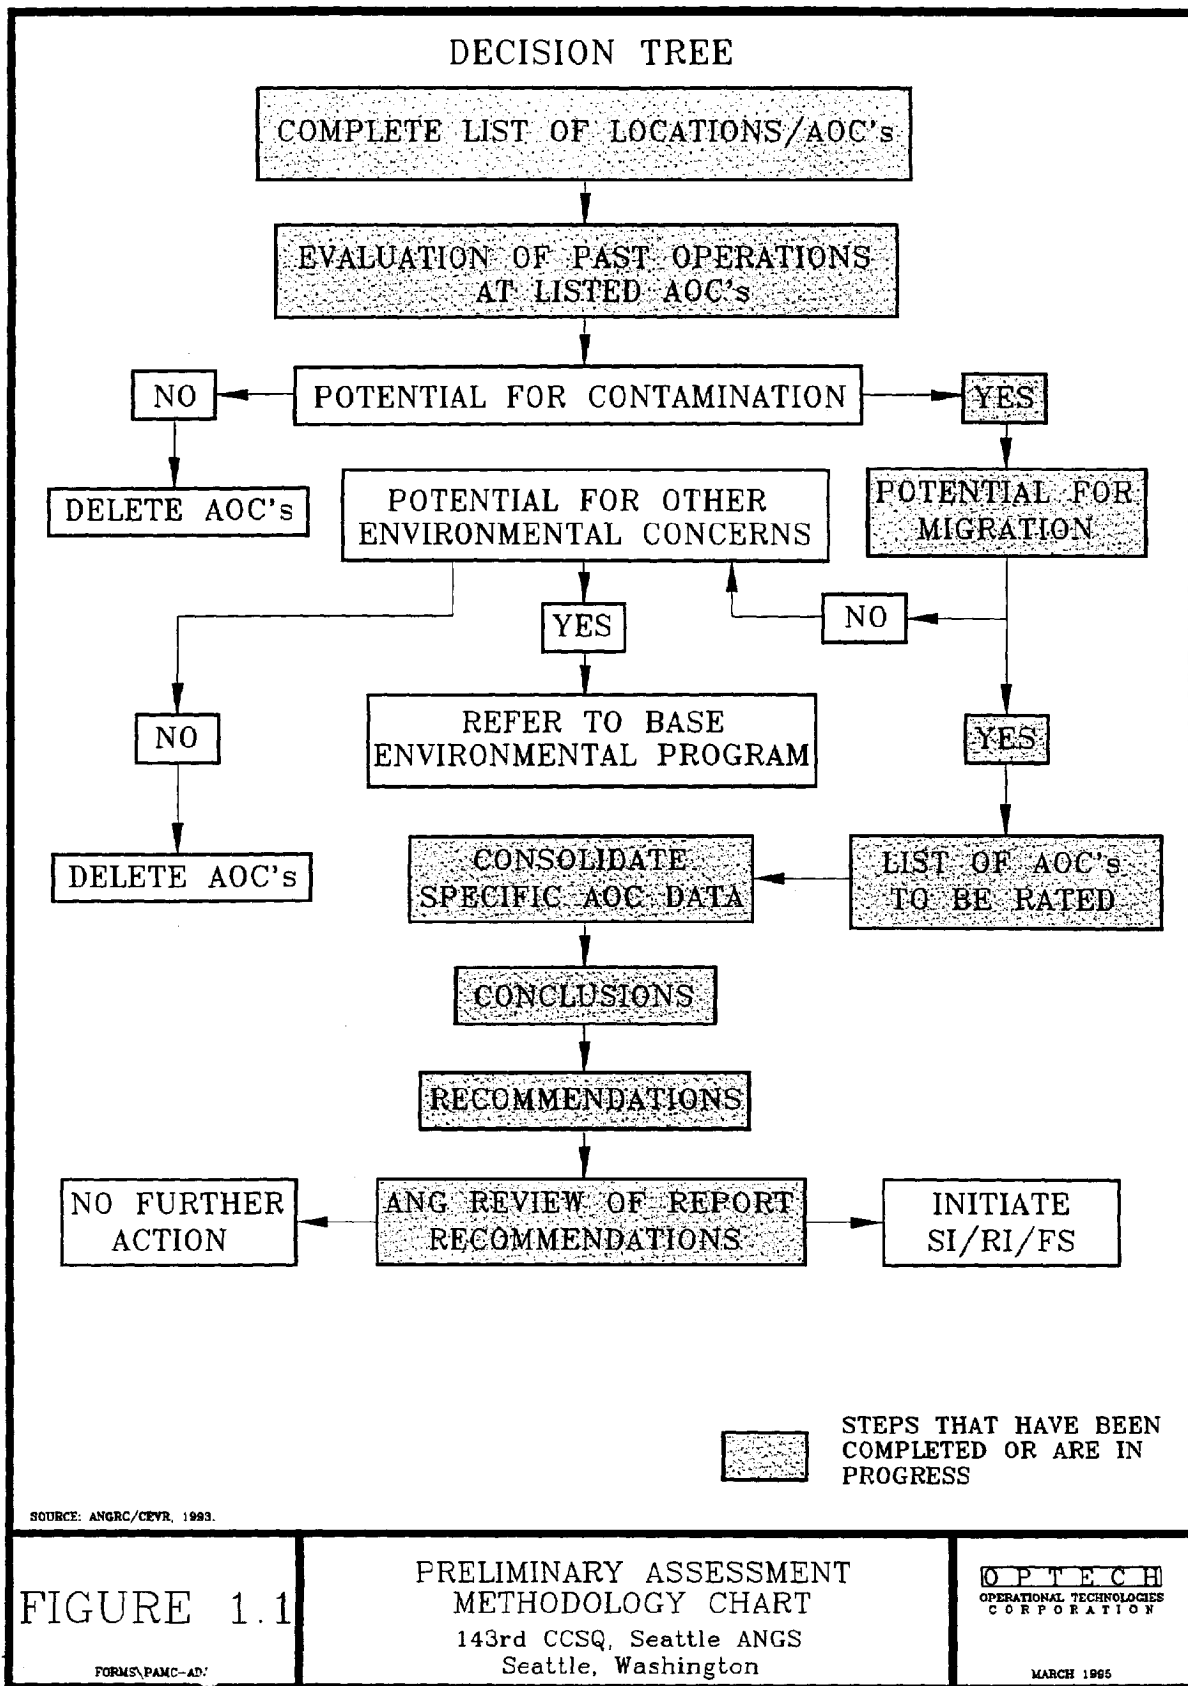 DECISION TREE
COMPLETE LIST OF LOCATIONS/AOC's
EVALUATION OF PAST OPERATIONS
AT LISTED AOC's
NO
POTENTIAL FOR CONTAMINATION
YES
DELETE AOC's
POTENTIAL FOR OTHER
ENVIRONMENTAL CONCERNS
POTENTIAL FOR
MIGRATION
YES
NO
NO
REFER TO BASE
ENVIRONMENTAL PROGRAM
YES
DELETE AOC's
CONSOLIDATE
SPECIFIC AOC DATA
LIST OF AOC's
TO BE RATED
CONCLUSIONS
RECOMMENDATIONS
NO FURTHER
ACTION
ANG REVIEW OF REPORT
RECOMMENDATIONS
INITIATE
SI/RI/FS
STEPS THAT HAVE BEEN
COMPLETED OR ARE IN
PROGRESS
SOURCE: ANGRC/CEVR, 1993.
FIGURE 1.1
FORMS\PAMC-AD.
PRELIMINARY ASSESSMENT
METHODOLOGY CHART
143rd CCSQ, Seattle ANGS
Seattle, Washington
OPTECH
OPERATIONAL TECHNOLOGIES
CORPORATION
MARCH 1995